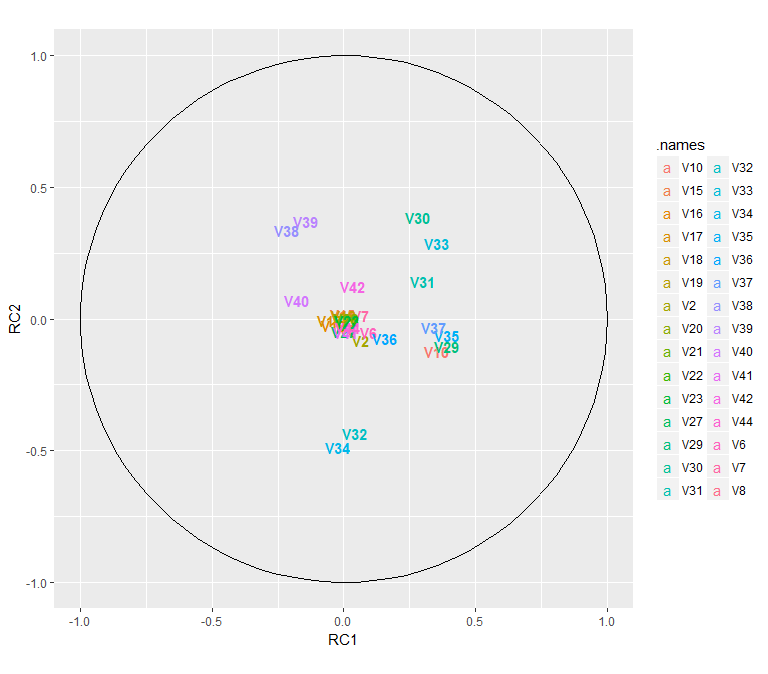 .names
a V10 a V32
a V15 a V33
a V16 a V34
a V17 a V35
a V18 a V36
a V19 a V37
a V2 a V38
a V20 a V39
a V21 a V40
a V22 a V41
a V23 a V42
a V27 a V44
a V29 a V6
a V30 a V7
a V31 a V8
1.0
0.5
0.0
-0.5
-1.0
RC2
V30
V39
V38
V33
V31
V42
V40
V7
V37
V6
V35
V36
V2
V29
V32
V34
-1.0 -0.5 0.0 0.5 1.0
RC1